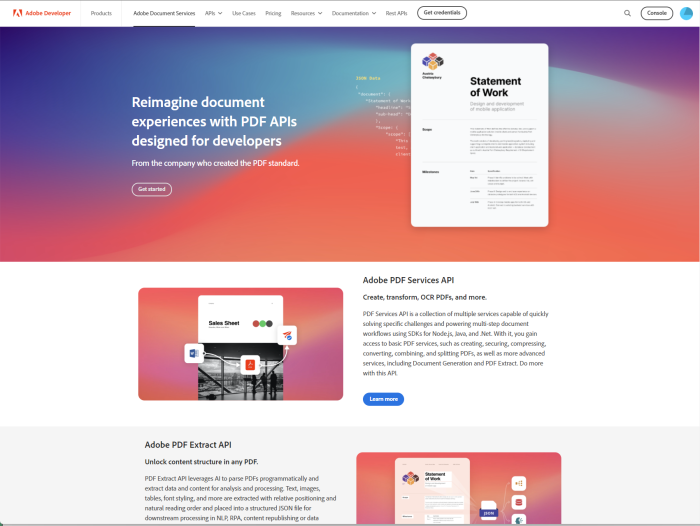 Adobe Developer
Products
Adobe Document Services
APIs
Use Cases
Pricing
Resources
Documentation
Rest APIs
Get credentials
Console
Reimagine document
experiences with PDF APIs
designed for developers
From the company who created the PDF standard.
Get started
JSON Data
{
"document": {
"Statement of Work
"headline": 
"sub-head": 
},
"scope: {
"scope": {
Statement
of Work
Design and development
of mobile application
Scope
Milestones
Sales Sheet
Adobe PDF Services API
Create, transform, OCR PDFs, and more.
PDF Services API is a collection of multiple services capable of quickly
solving specific challenges and powering multi-step document
workflows using SDKs for Node.js, Java, and .Net. With it, you gain
access to basic PDF services, such as creating, securing, compressing,
converting, combining, and splitting PDFs, as well as more advanced
services, including Document Generation and PDF Extract. Do more
with this API.
Learn more
Adobe PDF Extract API
Unlock content structure in any PDF.
PDF Extract API leverages AI to parse PDFs programmatically and
extract data and content for analysis and processing. Text, images,
tables, font styling, and more are extracted with relative positioning and
natural reading order and placed into a structured JSON file for
downstream processing in NLP, RPA, content republishing or data
Statement
of Work
JSON